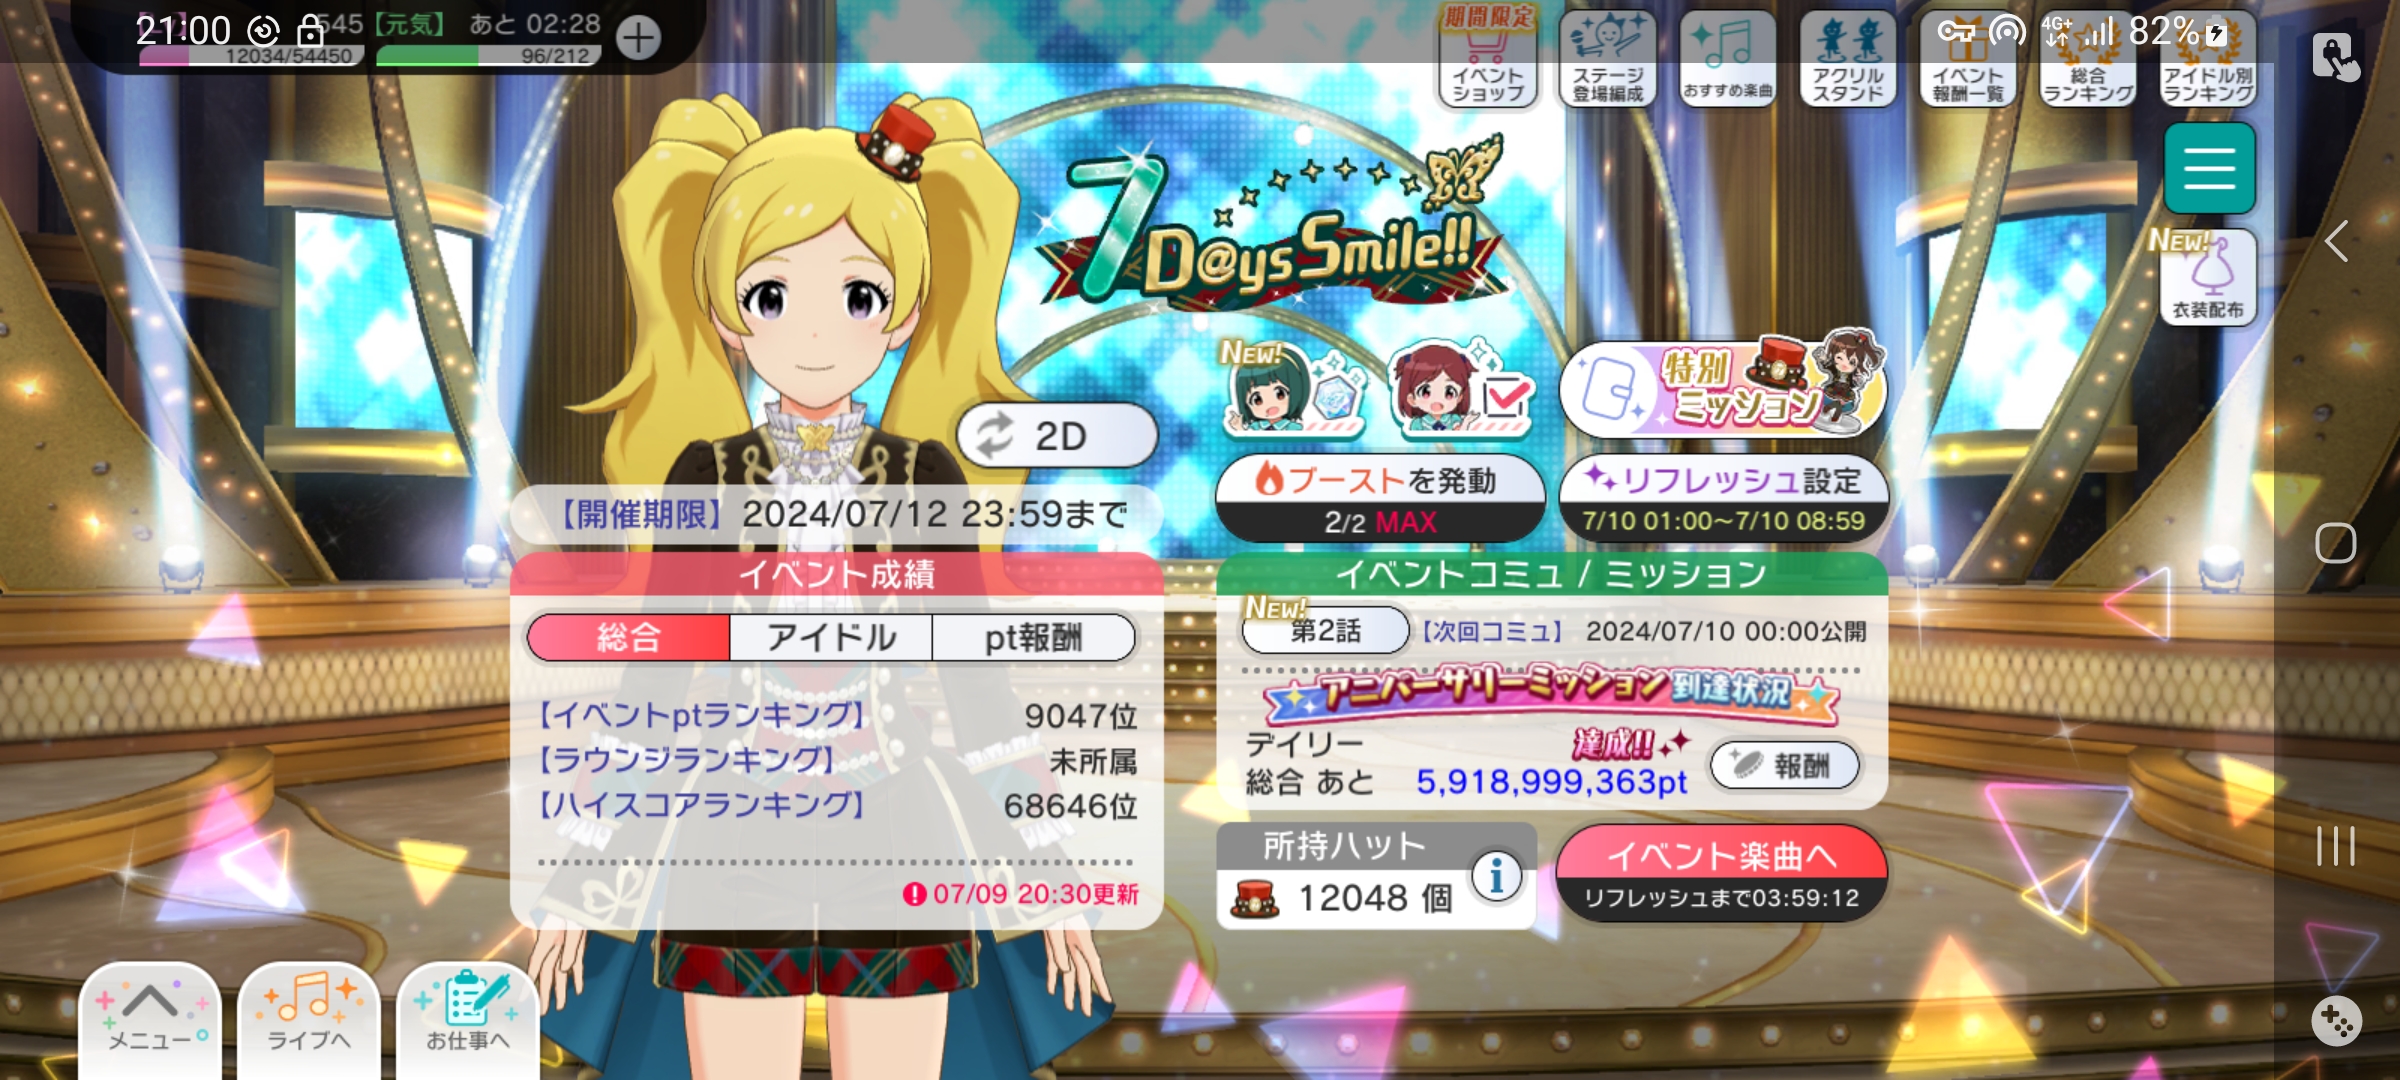 21:00
545
【元気】 あと 02:28
12034/54450
96/212
4G+
82%
期間限定
イベント
ショップ
ステージ
登場編成
おすすめ楽曲
アクリル
スタンド
イベント
報酬一覧
総合
ランキング
アイドル別
ランキング
NEW!
衣装配布
7 D@ys Smile!!
2D
NEW!
特別
ミッション
ブーストを発動
2/2 MAX
リフレッシュ設定
7/10 01:00～7/10 08:59
【開催期限】 2024/07/12 23:59まで
イベント成績
総合 アイドル pt報酬
【イベントptランキング】 9047位
【ラウンジランキング】 未所属
【ハイスコアランキング】 68646位
07/09 20:30更新
イベントコミュ / ミッション
NEW!
第2話 【次回コミュ】 2024/07/10 00:00公開
アニバーサリーミッション到達状況
デイリー 達成!!
総合 あと 5,918,999,363pt
報酬
所持ハット
12048 個
イベント楽曲へ
リフレッシュまで03:59:12
メニュー
ライブへ
お仕事へ